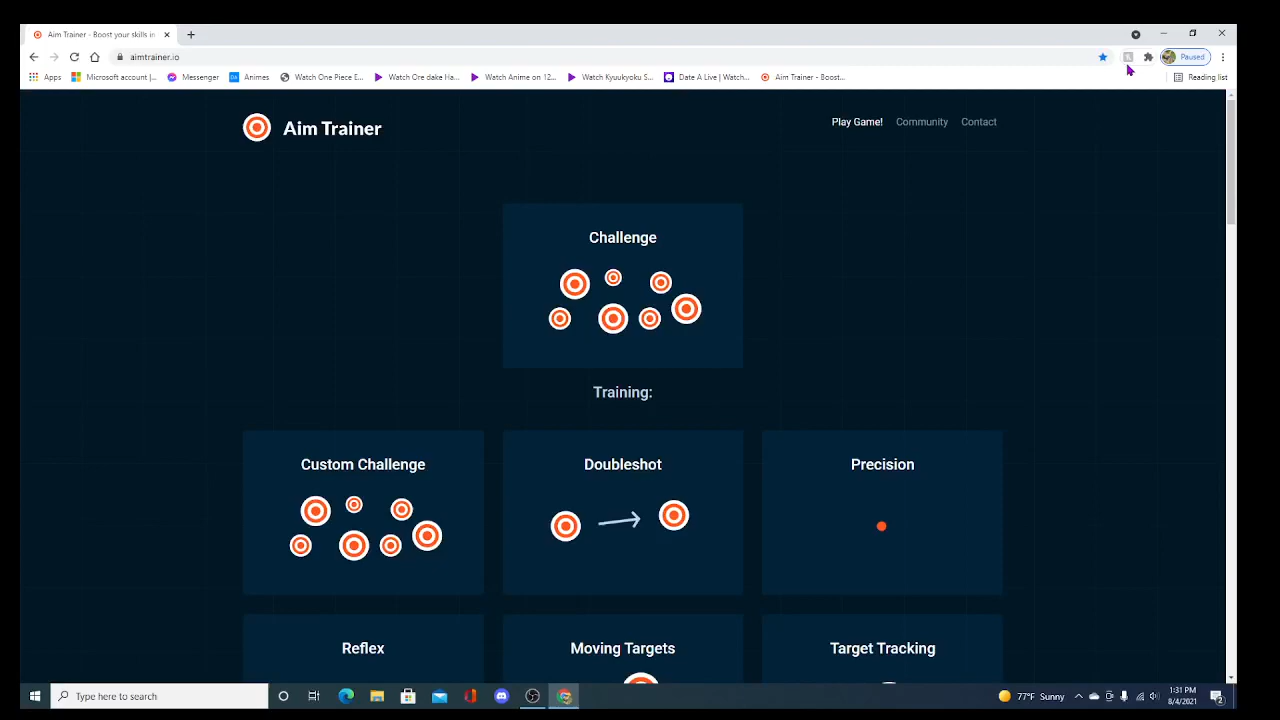 Aim Trainer - Boost your skills in
aimtrainer.io
Paused
Apps
Microsoft account |...
Messenger
DA Animes
Watch One Piece E...
Watch Ore bake Ha...
Watch Anime on 12...
Watch Kyuukyoku S...
Date A Live | Watch...
Aim Trainer - Boost...
Reading list
Aim Trainer
Play Game!
Community
Contact
Challenge
Training:
Custom Challenge
Doubleshot
Precision
Reflex
Moving Targets
Target Tracking
Type here to search
77°F Sunny
1:31 PM
8/4/2021
2